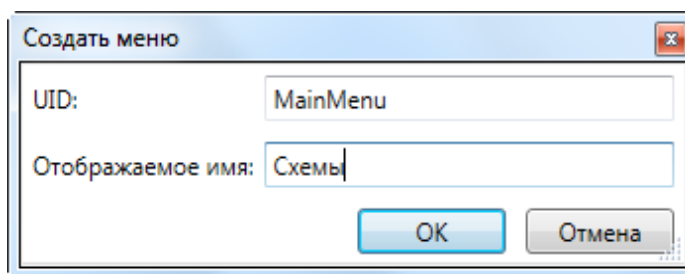 Создать меню
UID: MainMenu
Отображаемое имя: Схемы
OK Отмена